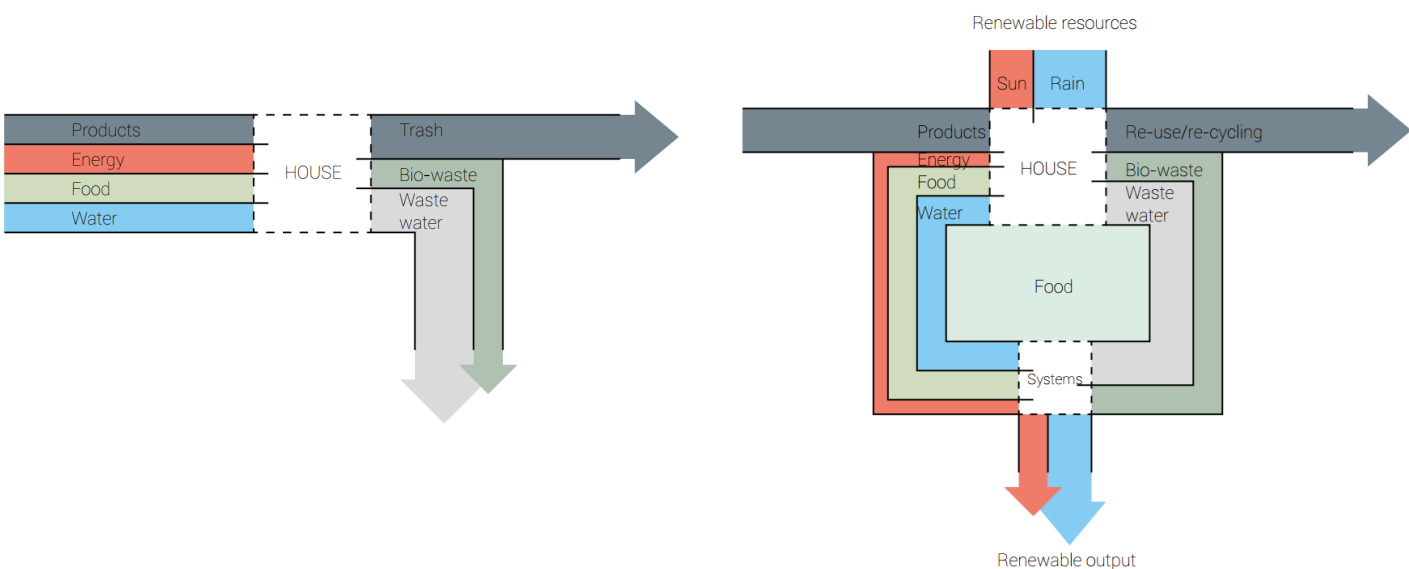 Products
Energy
Food
Water
HOUSE
Trash
Bio-waste
Waste
water
Renewable resources
Sun
Rain
Products
Energy
Food
Water
HOUSE
Re-use/re-cycling
Bio-waste
Waste
water
Food
Systems
Renewable output